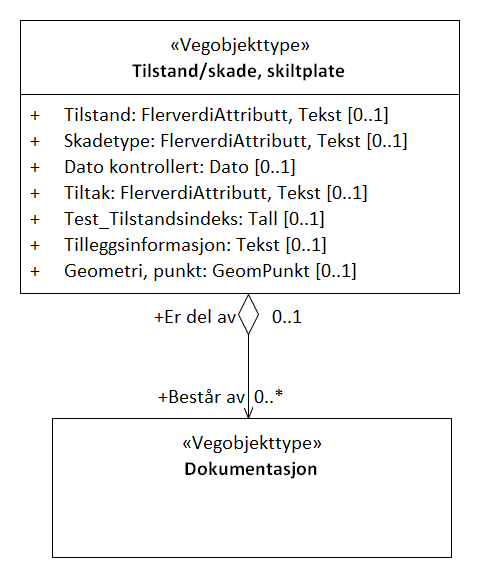 «Vegobjekttype»
Tilstand/skade, skiltplate
+ Tilstand: FlerverdiAttributt, Tekst [0..1]
+ Skadetype: FlerverdiAttributt, Tekst [0..1]
+ Dato kontrollert: Dato [0..1]
+ Tiltak: FlerverdiAttributt, Tekst [0..1]
+ Test_Tilstandsindeks: Tall [0..1]
+ Tilleggsinformasjon: Tekst [0..1]
+ Geometri, punkt: GeomPunkt [0..1]
+Er del av 0..1
+Består av 0..*
«Vegobjekttype»
Dokumentasjon